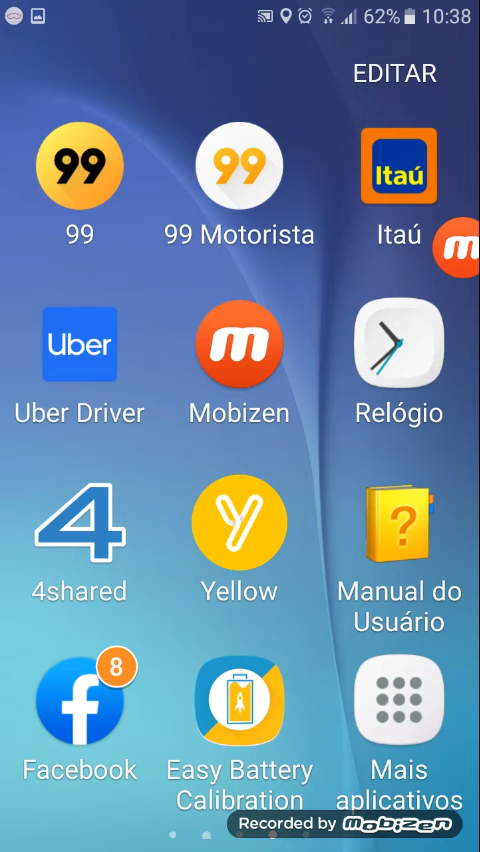 62% 10:38
EDITAR
99 99 Itaú
99 99 Motorista Itaú
m
Uber m
Uber Driver Mobizen Relógio
4 Y ?
4shared Yellow Manual do
Usuário
8
f
Facebook Easy Battery Mais
Calibration aplicativos
Recorded by mobizen